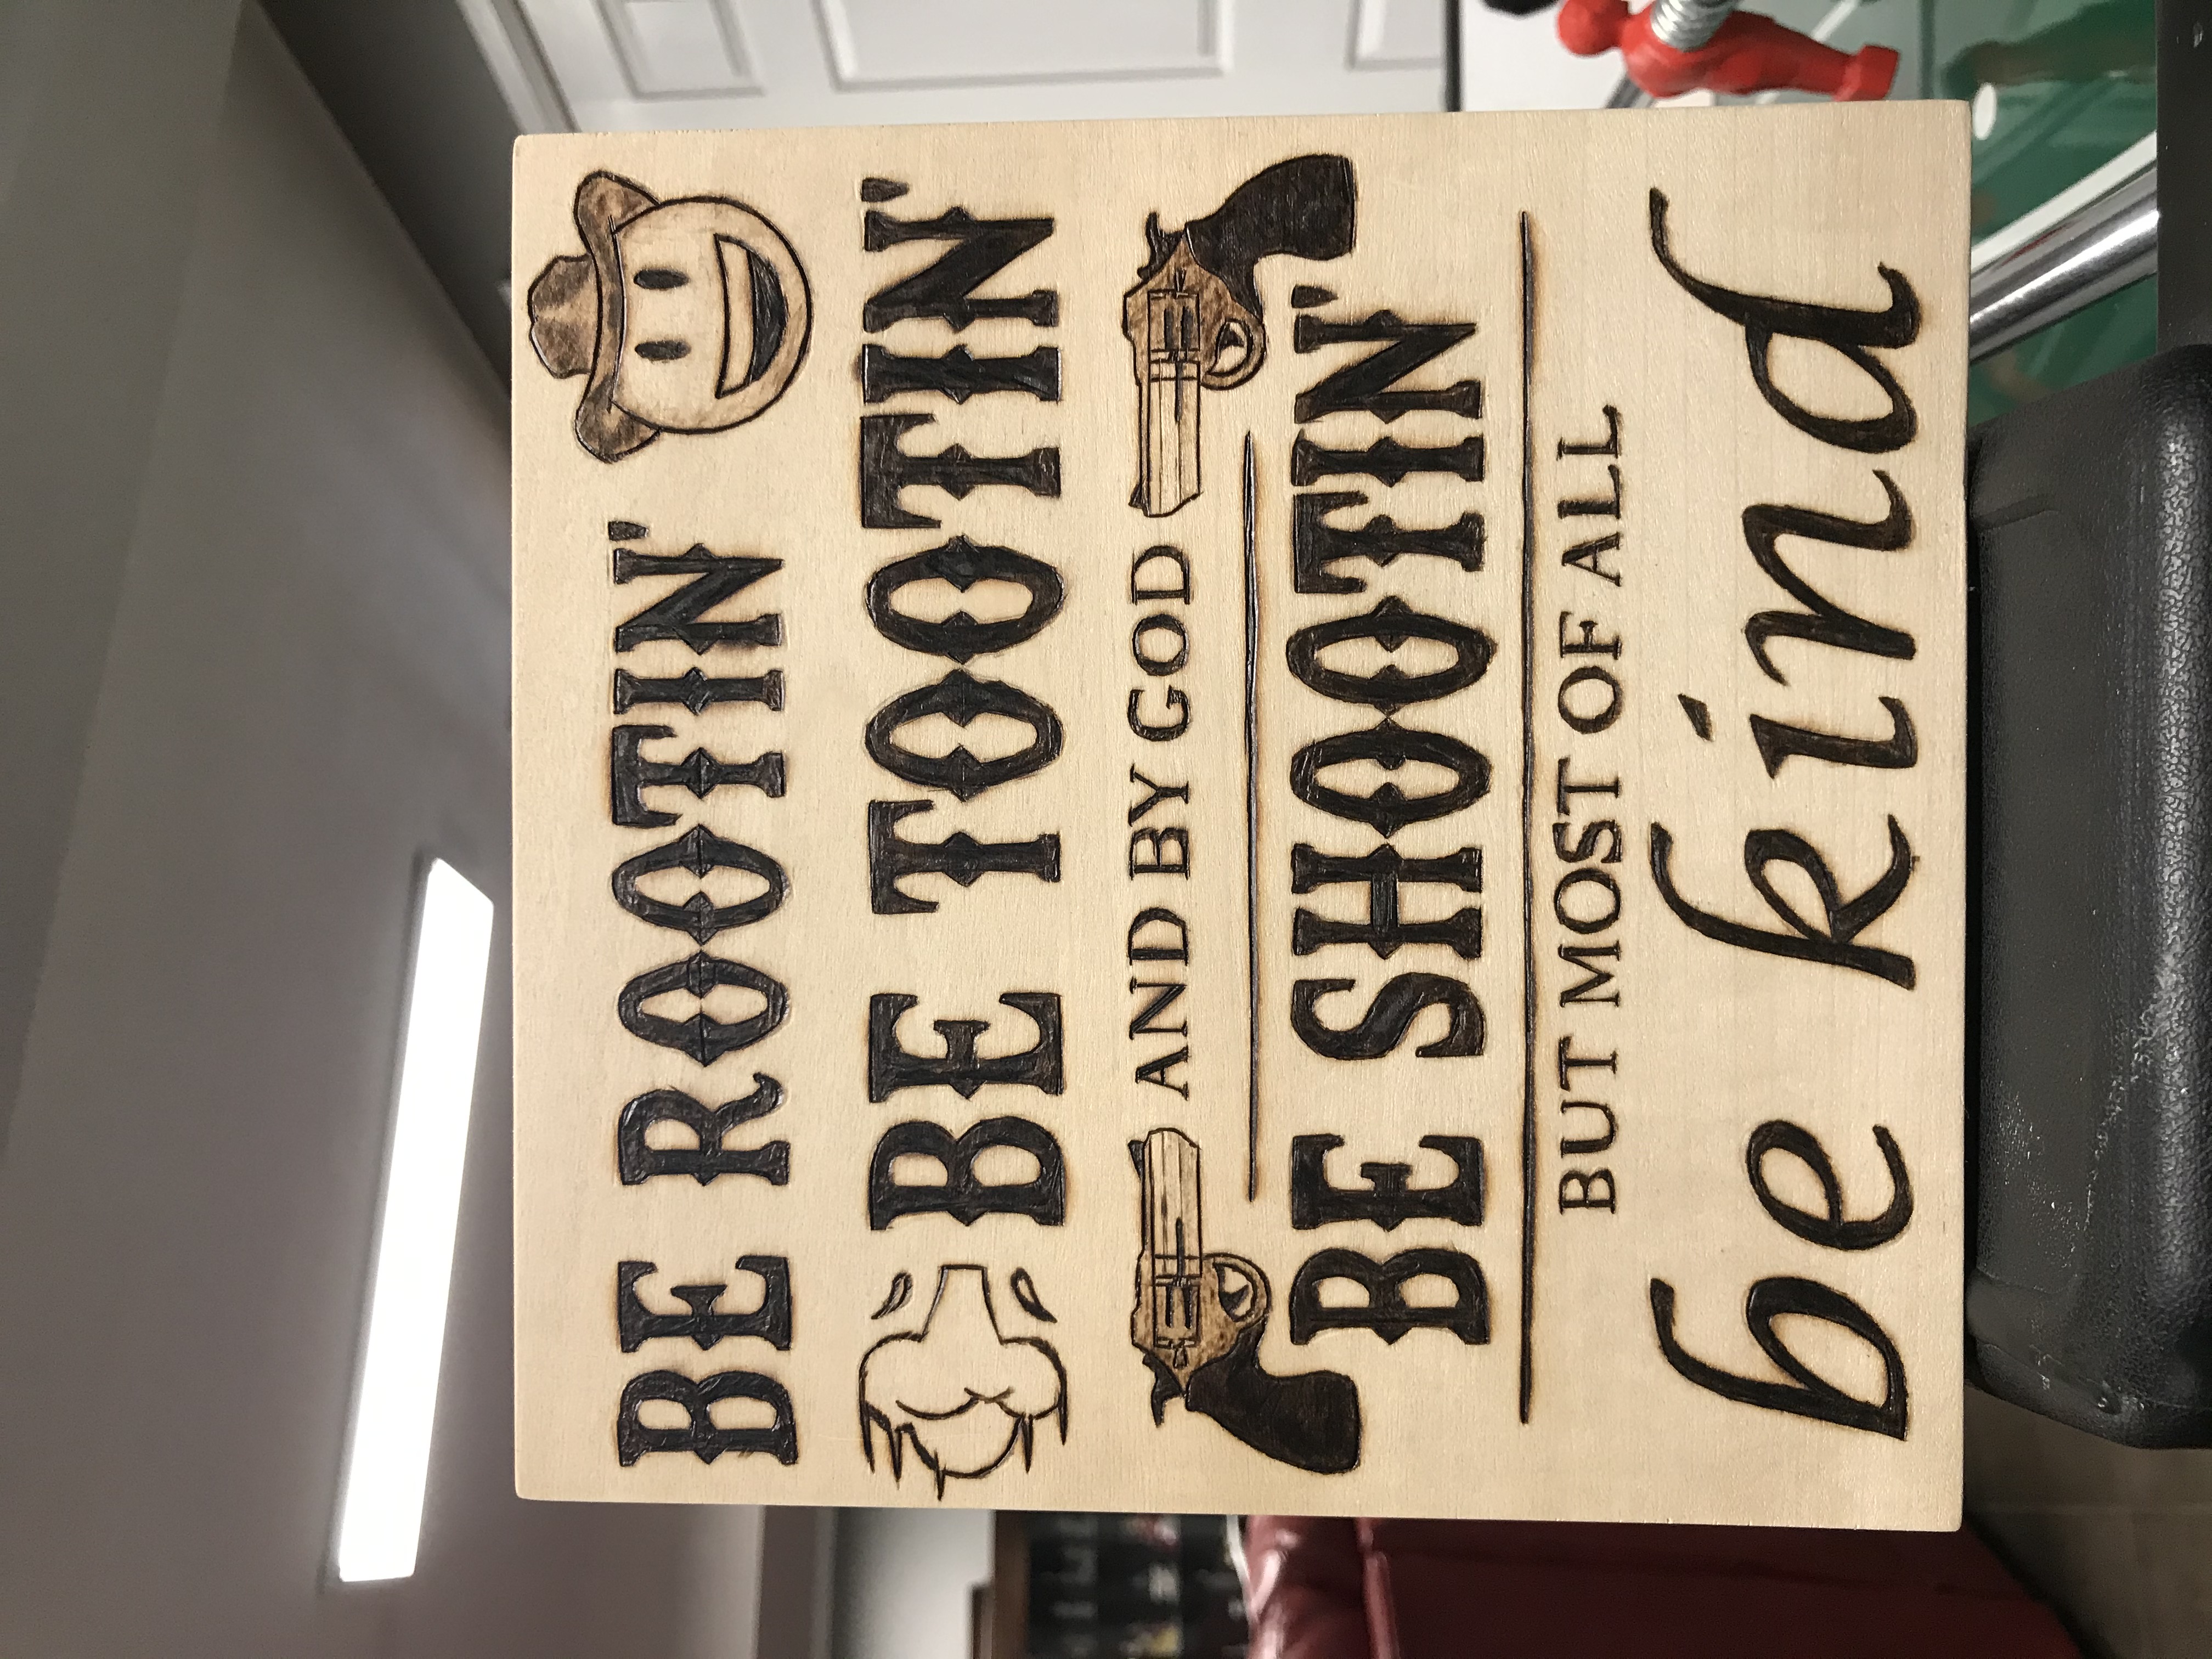 BE ROOTIN'
BE TOOTIN'
AND BY GOD
BE SHOOTIN'
BUT MOST OF ALL
be kind